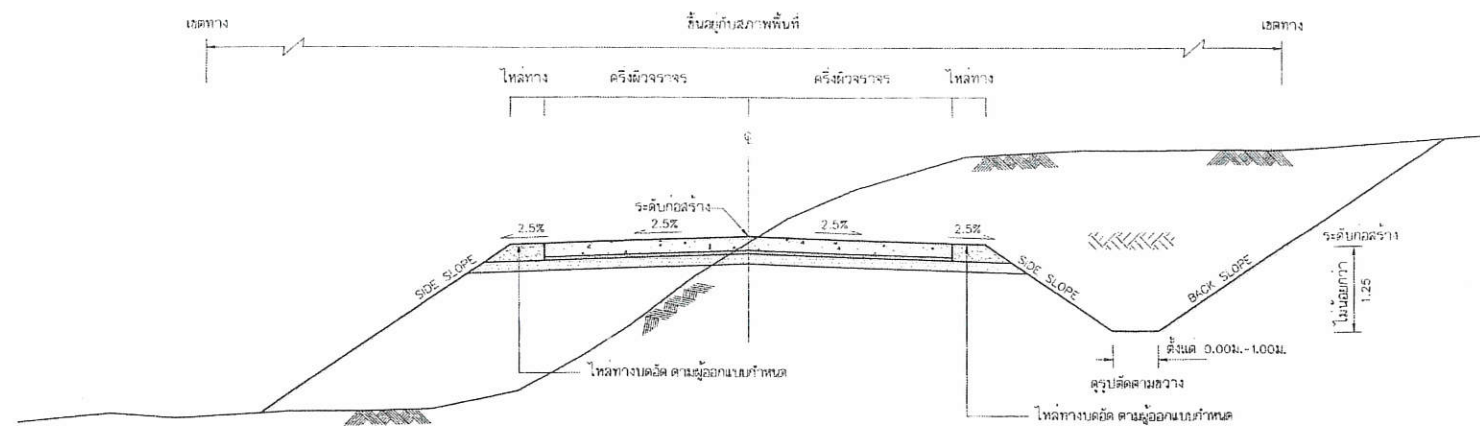 เขตทาง ขึ้นอยู่กับสภาพพื้นที่ เขตทาง
ไหล่ทาง ครึ่งผิวจราจร ครึ่งผิวจราจร ไหล่ทาง
℄
ระดับก่อสร้าง
2.5% 2.5% 2.5% 2.5%
ระดับก่อสร้าง
SIDE SLOPE SIDE SLOPE BACK SLOPE
ไม่น้อยกว่า
1.25
ตั้งแต่ 0.00ม.-1.00ม.
ไหล่ทางบดอัด ตามผู้ออกแบบกำหนด
ดูรูปตัดตามขวาง
ไหล่ทางบดอัด ตามผู้ออกแบบกำหนด